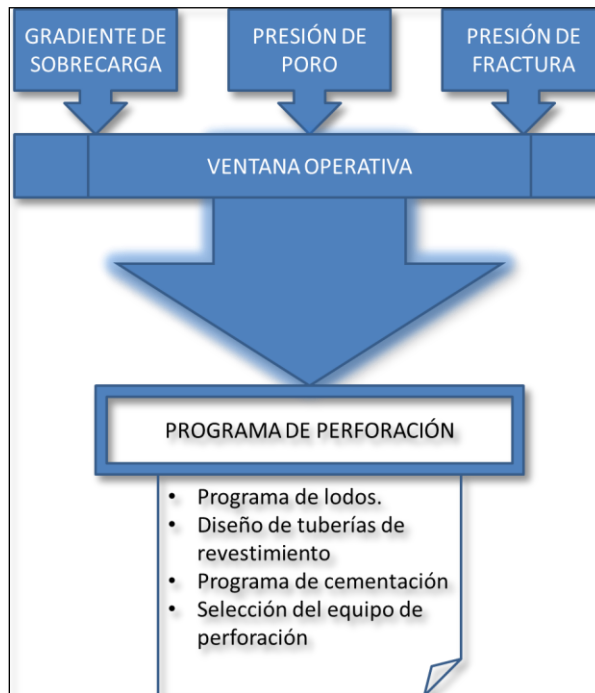 GRADIENTE DE
SOBRECARGA
PRESIÓN DE
PORO
PRESIÓN DE
FRACTURA
VENTANA OPERATIVA
PROGRAMA DE PERFORACIÓN
• Programa de lodos.
• Diseño de tuberías de
revestimiento
• Programa de cementación
• Selección del equipo de
perforación